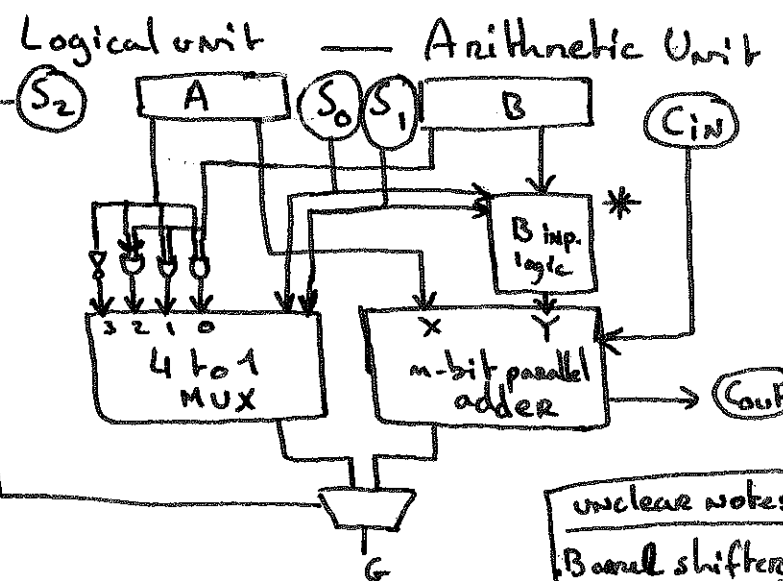 Logical unit — Arithmetic Unit
S2 A S0 S1 B CIN
B inp. logic *
3 2 1 0
4 to 1
MUX
X Y
n-bit parallel
adder
Cout
G
unclear notes
Barrel shifters